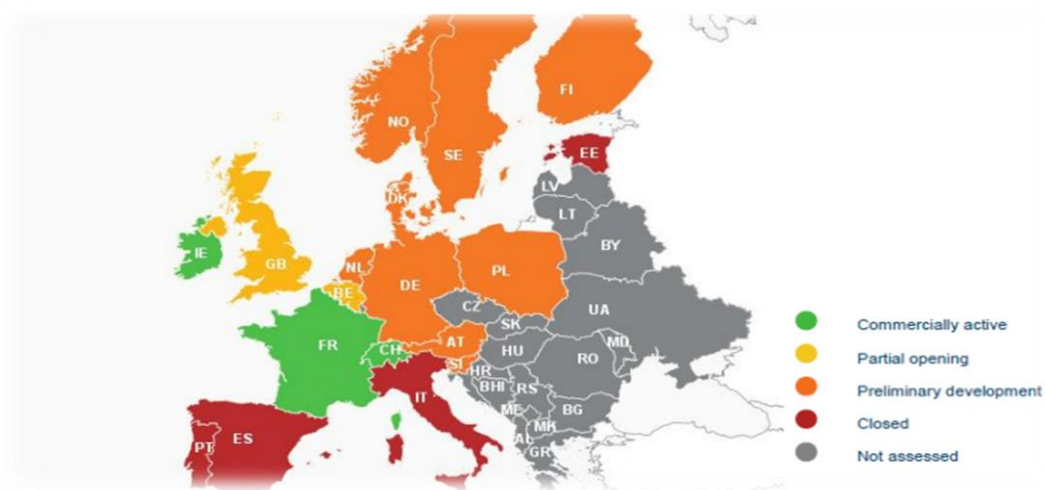 FI
NO
SE
EE
LV
DK
LT
IE
BY
GB
NL
DE
PL
BE
CZ
UA
SK
FR
CH
AT
HU
MD
SI
RO
HR
BHI
RS
IT
ME
BG
MK
PT
ES
AL
GR
Commercially active
Partial opening
Preliminary development
Closed
Not assessed